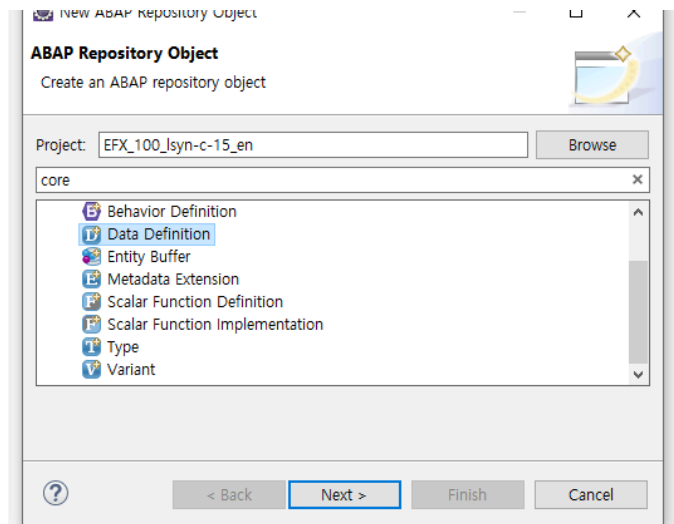 New ABAP Repository Object
ABAP Repository Object
Create an ABAP repository object
Project: EFX_100_lsyn-c-15_en Browse
core
Behavior Definition
Data Definition
Entity Buffer
Metadata Extension
Scalar Function Definition
Scalar Function Implementation
Type
Variant
< Back Next > Finish Cancel